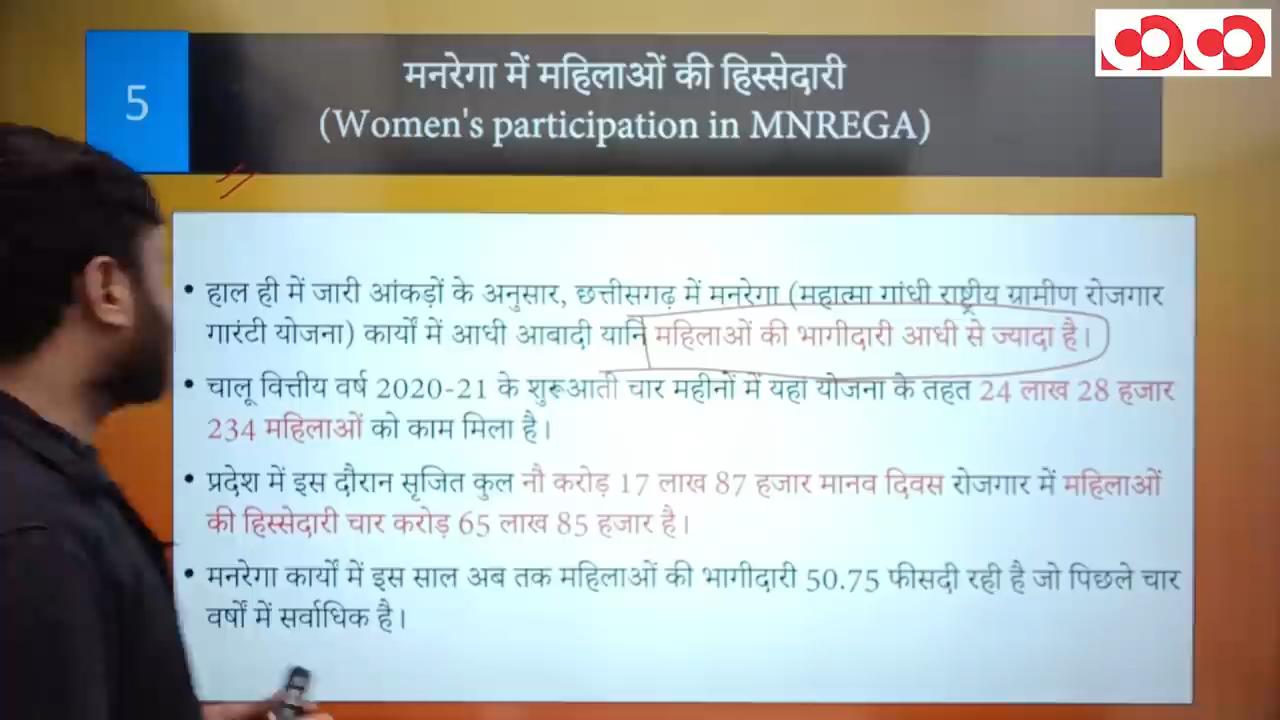 5
मनरेगा में महिलाओं की हिस्सेदारी
(Women's participation in MNREGA)
• हाल ही में जारी आंकड़ों के अनुसार, छत्तीसगढ़ में मनरेगा (महात्मा गांधी राष्ट्रीय ग्रामीण रोजगार
गारंटी योजना) कार्यों में आधी आबादी यानि महिलाओं की भागीदारी आधी से ज्यादा है।
• चालू वित्तीय वर्ष 2020-21 के शुरूआती चार महीनों में यहां योजना के तहत 24 लाख 28 हजार
234 महिलाओं को काम मिला है।
• प्रदेश में इस दौरान सृजित कुल नौ करोड़ 17 लाख 87 हजार मानव दिवस रोजगार में महिलाओं
की हिस्सेदारी चार करोड़ 65 लाख 85 हजार है।
• मनरेगा कार्यों में इस साल अब तक महिलाओं की भागीदारी 50.75 फीसदी रही है जो पिछले चार
वर्षों में सर्वाधिक है।